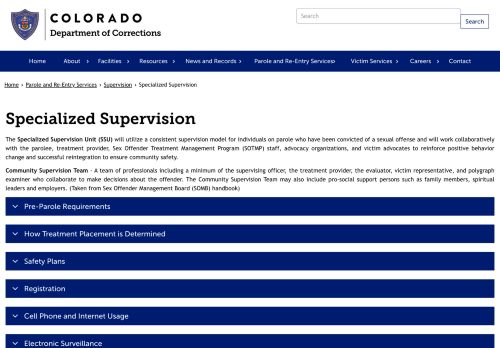 COLORADO
Department of Corrections
Search
Search
Home About Facilities Resources News and Records Parole and Re-Entry Services Victim Services Careers Contact
Home › Parole and Re-Entry Services › Supervision › Specialized Supervision
Specialized Supervision
The Specialized Supervision Unit (SSU) will utilize a consistent supervision model for individuals on parole who have been convicted of a sexual offense and will work collaboratively
with the parolee, treatment provider, Sex Offender Treatment Management Program (SOTMP) staff, advocacy organizations, and victim advocates to reinforce positive behavior
change and successful reintegration to ensure community safety.
Community Supervision Team - A team of professionals including a minimum of the supervising officer, the treatment provider, the evaluator, victim representative, and polygraph
examiner who collaborate to make decisions about the offender. The Community Supervision Team may also include pro-social support persons such as family members, spiritual
leaders and employers. (Taken from Sex Offender Management Board (SOMB) handbook)
Pre-Parole Requirements
How Treatment Placement is Determined
Safety Plans
Registration
Cell Phone and Internet Usage
Electronic Surveillance